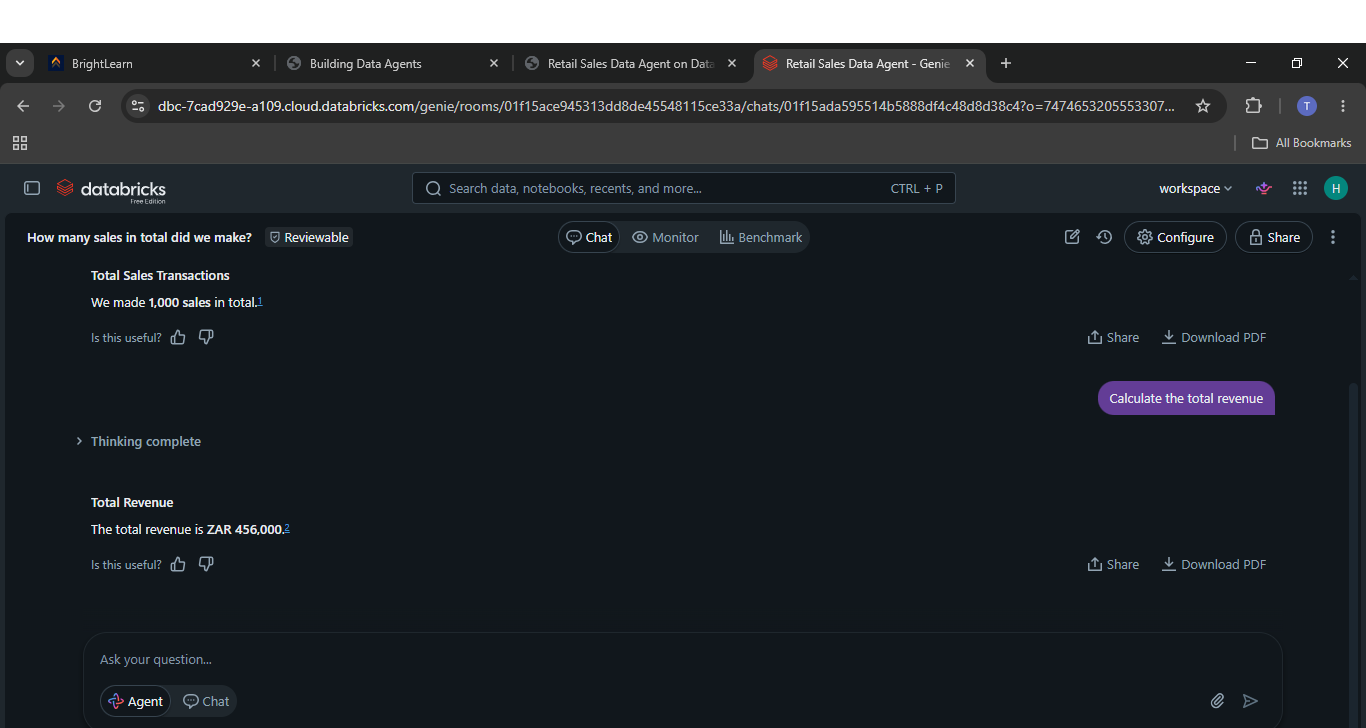 BrightLearn
Building Data Agents
Retail Sales Data Agent on Data
Retail Sales Data Agent - Genie
dbc-7cad929e-a109.cloud.databricks.com/genie/rooms/01f15ace945313dd8de45548115ce33a/chats/01f15ada595514b5888df4c48d8d38c4?o=7474653205553307...
T
All Bookmarks
databricks
Free Edition
Search data, notebooks, recents, and more...
CTRL + P
workspace
H
How many sales in total did we make?
Reviewable
Chat
Monitor
Benchmark
Configure
Share
Total Sales Transactions
We made 1,000 sales in total.1
Is this useful?
Share
Download PDF
Calculate the total revenue
Thinking complete
Total Revenue
The total revenue is ZAR 456,000.2
Is this useful?
Share
Download PDF
Ask your question...
Agent
Chat